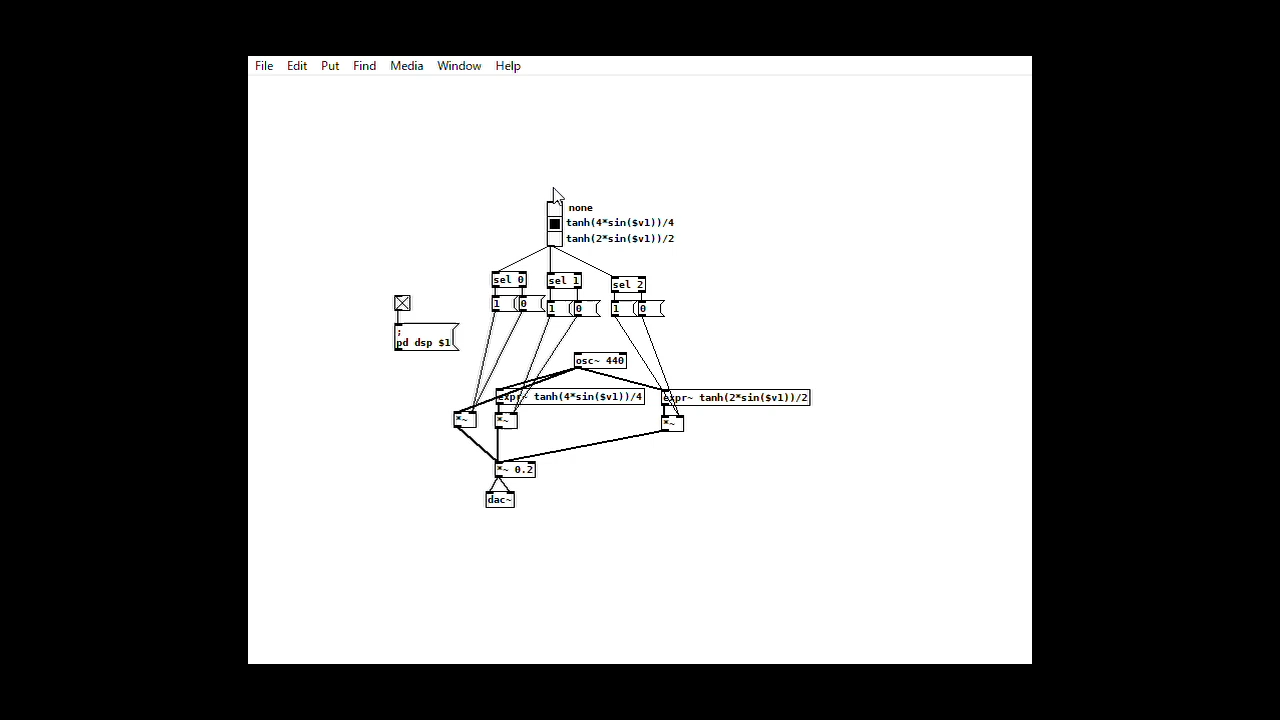 File Edit Put Find Media Window Help
none
tanh(4*sin($v1))/4
tanh(2*sin($v1))/2
sel 0 sel 1 sel 2
1 0 1 0 1 0
;
pd dsp $1
osc~ 440
expr~ tanh(4*sin($v1))/4 expr~ tanh(2*sin($v1))/2
*~ *~ *~
*~ 0.2
dac~